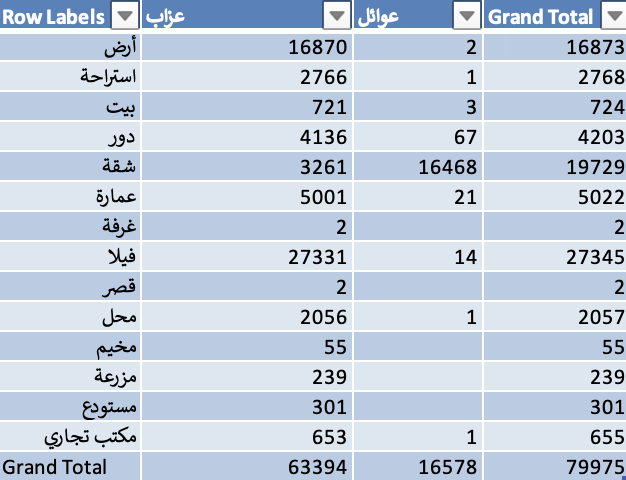 Row Labels عزاب عوائل Grand Total
أرض 16870 2 16873
استراحة 2766 1 2768
بيت 721 3 724
دور 4136 67 4203
شقة 3261 16468 19729
عمارة 5001 21 5022
غرفة 2 2
فيلا 27331 14 27345
قصر 2 2
محل 2056 1 2057
مخيم 55 55
مزرعة 239 239
مستودع 301 301
مكتب تجاري 653 1 655
Grand Total 63394 16578 79975